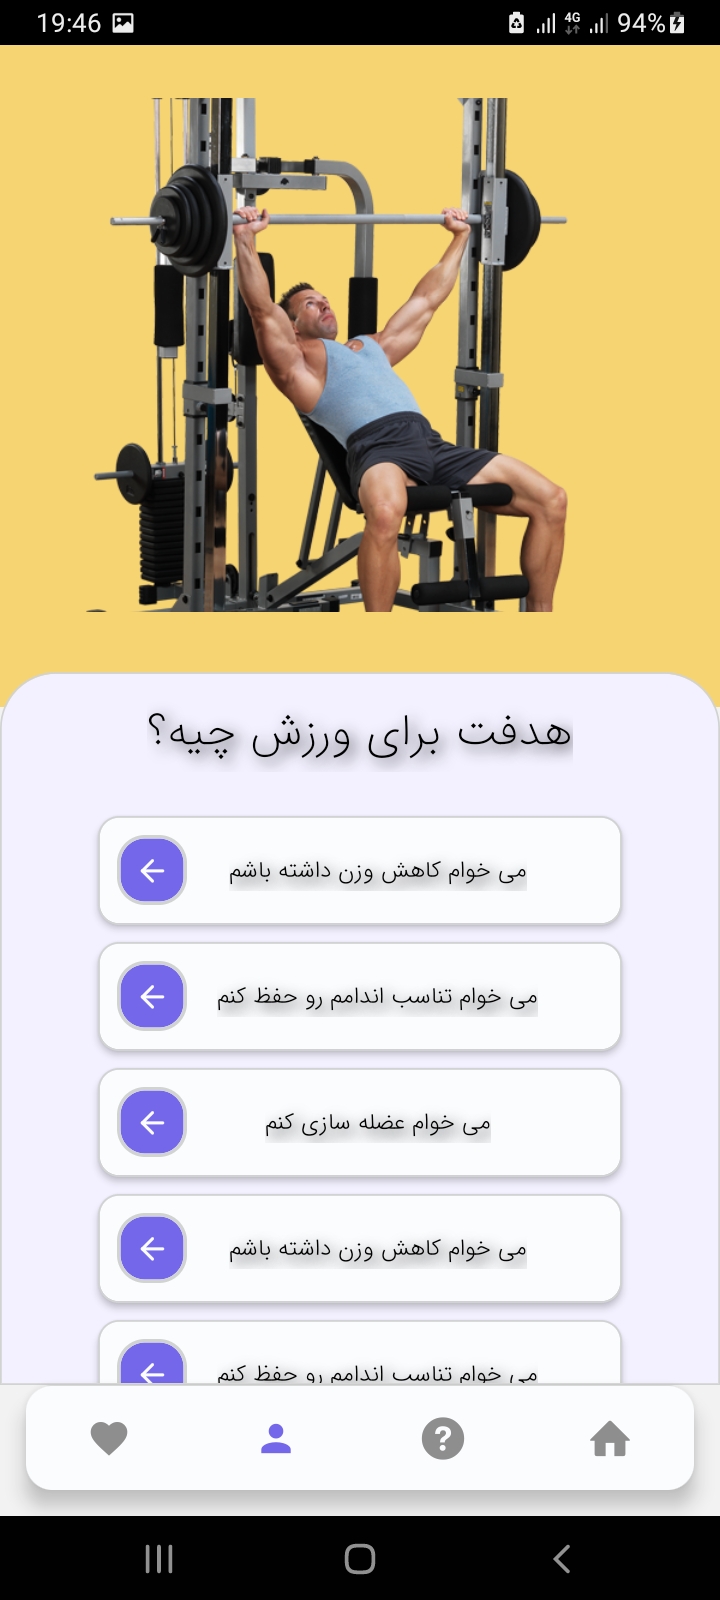 19:46 4G 94%
هدفت برای ورزش چیه؟
می خوام کاهش وزن داشته باشم
می خوام تناسب اندامم رو حفظ کنم
می خوام عضله سازی کنم
می خوام کاهش وزن داشته باشم
می خوام تناسب اندامم رو حفظ کنم